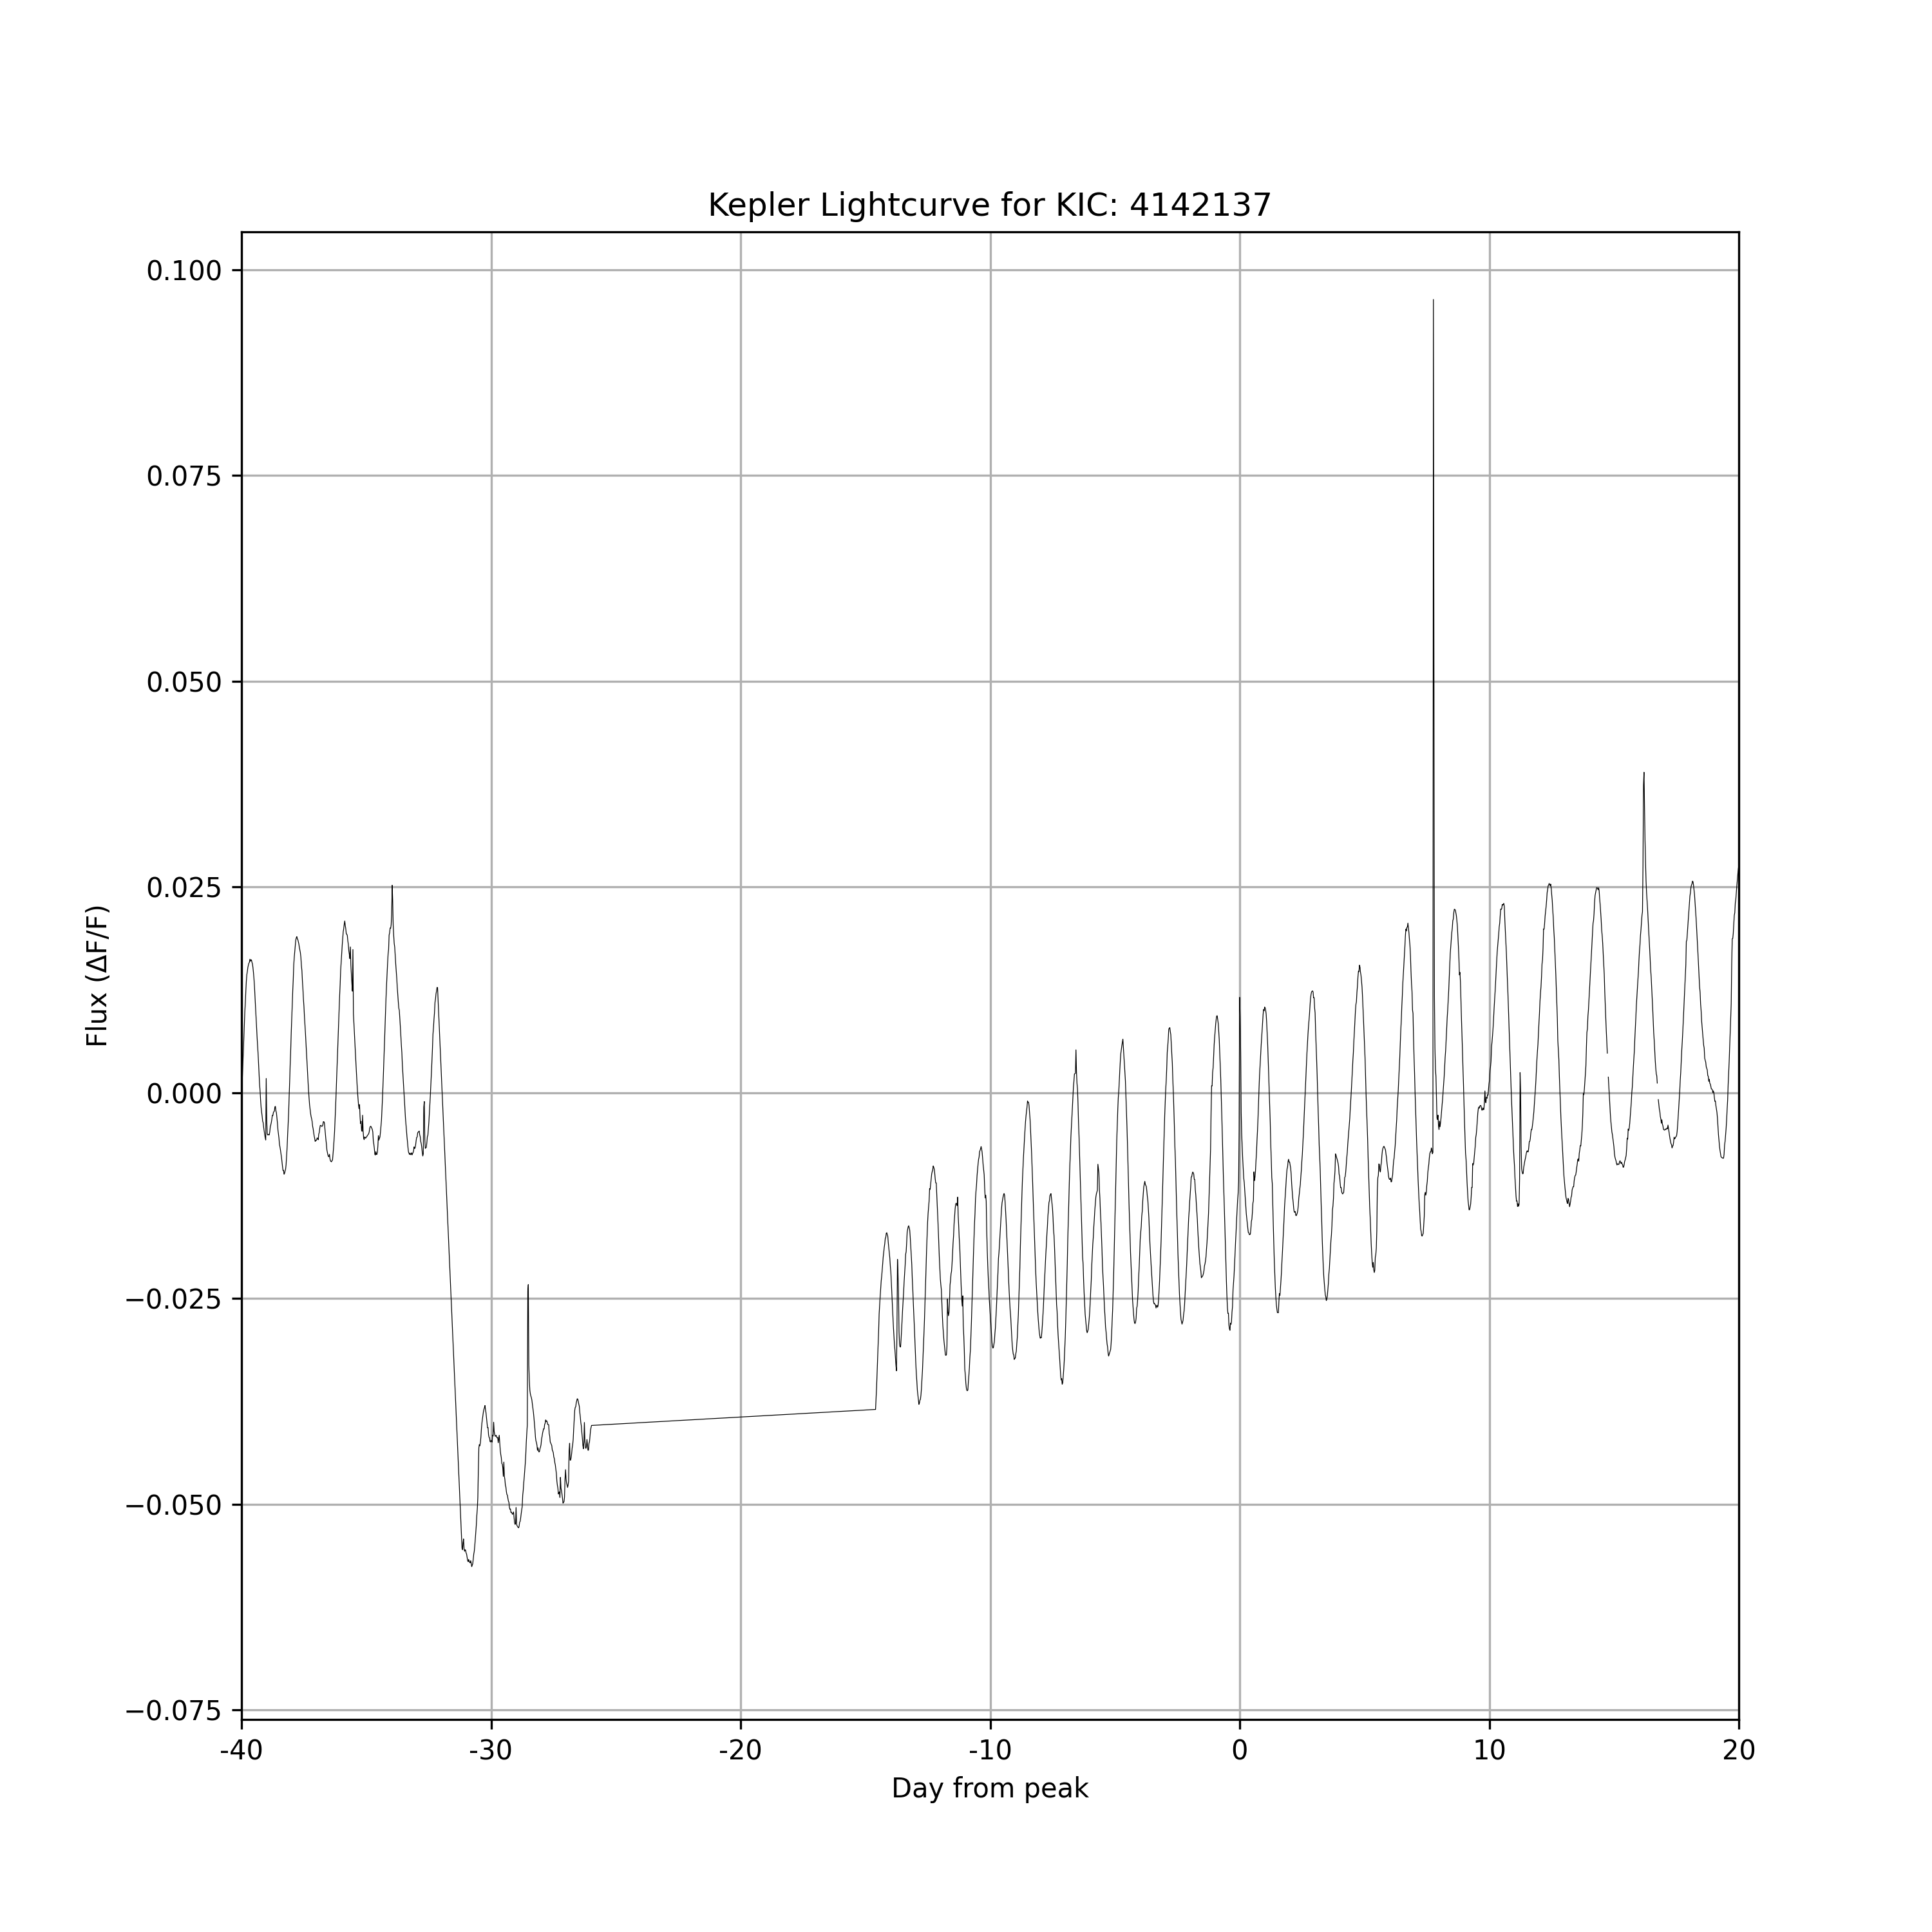 Kepler Lightcurve for KIC: 4142137
0.100
0.075
0.050
0.025
0.000
−0.025
−0.050
−0.075
Flux (ΔF/F)
-40 -30 -20 -10 0 10 20
Day from peak